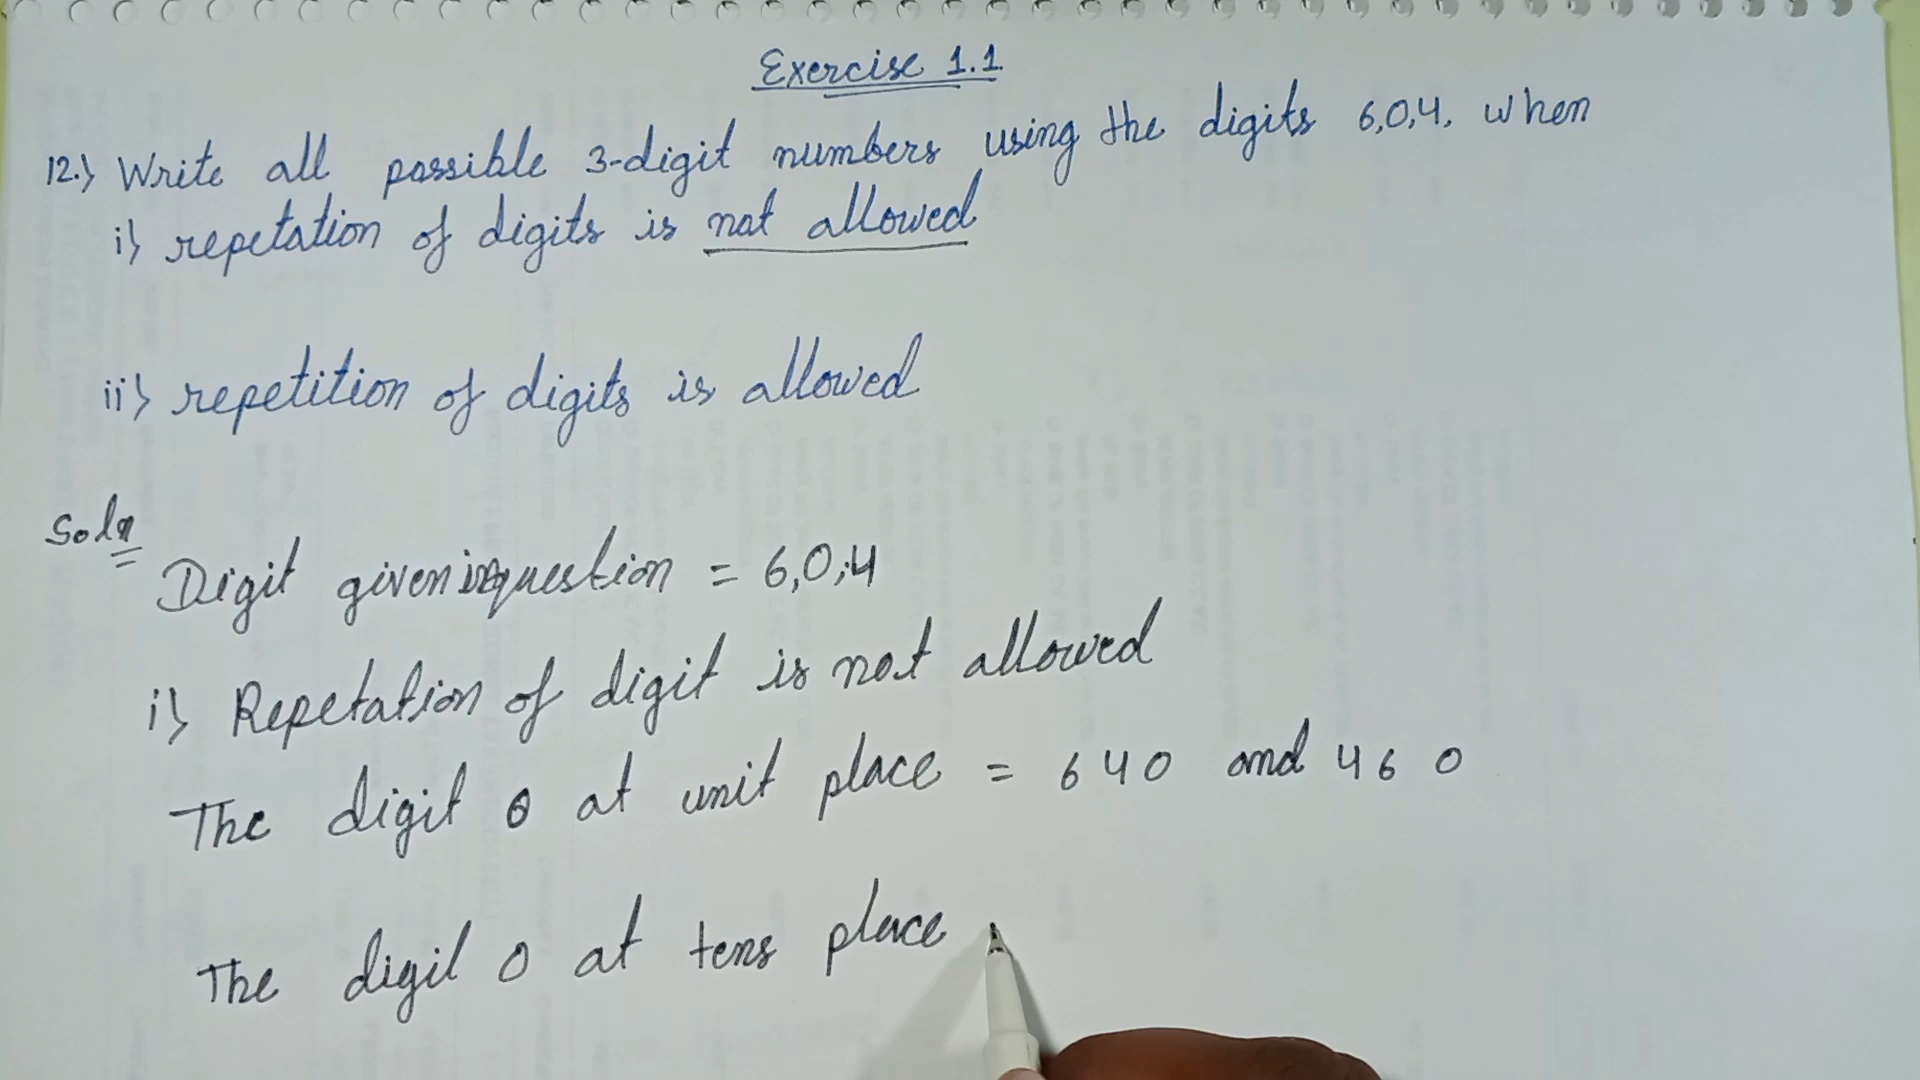 Exercise 1.1
12.) Write all possible 3-digit numbers using the digits 6,0,4, when
i) repetation of digits is not allowed
ii) repetition of digits is allowed
Soln
Digit given in question = 6,0,4
i) Repetation of digit is not allowed
The digit 0 at unit place = 640 and 460
The digit 0 at tens place